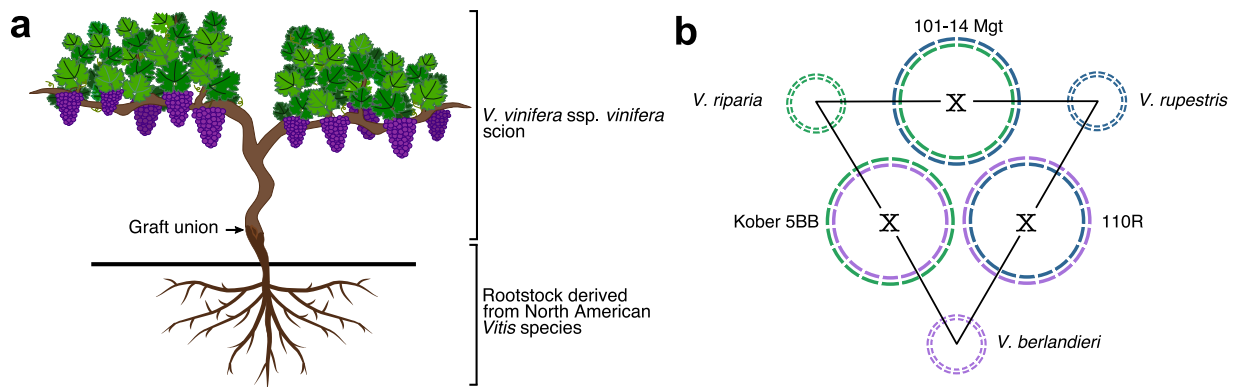 a
V. vinifera ssp. vinifera
scion
Graft union
Rootstock derived
from North American
Vitis species
b
101-14 Mgt
V. riparia
X
V. rupestris
Kober 5BB
X
X
110R
V. berlandieri